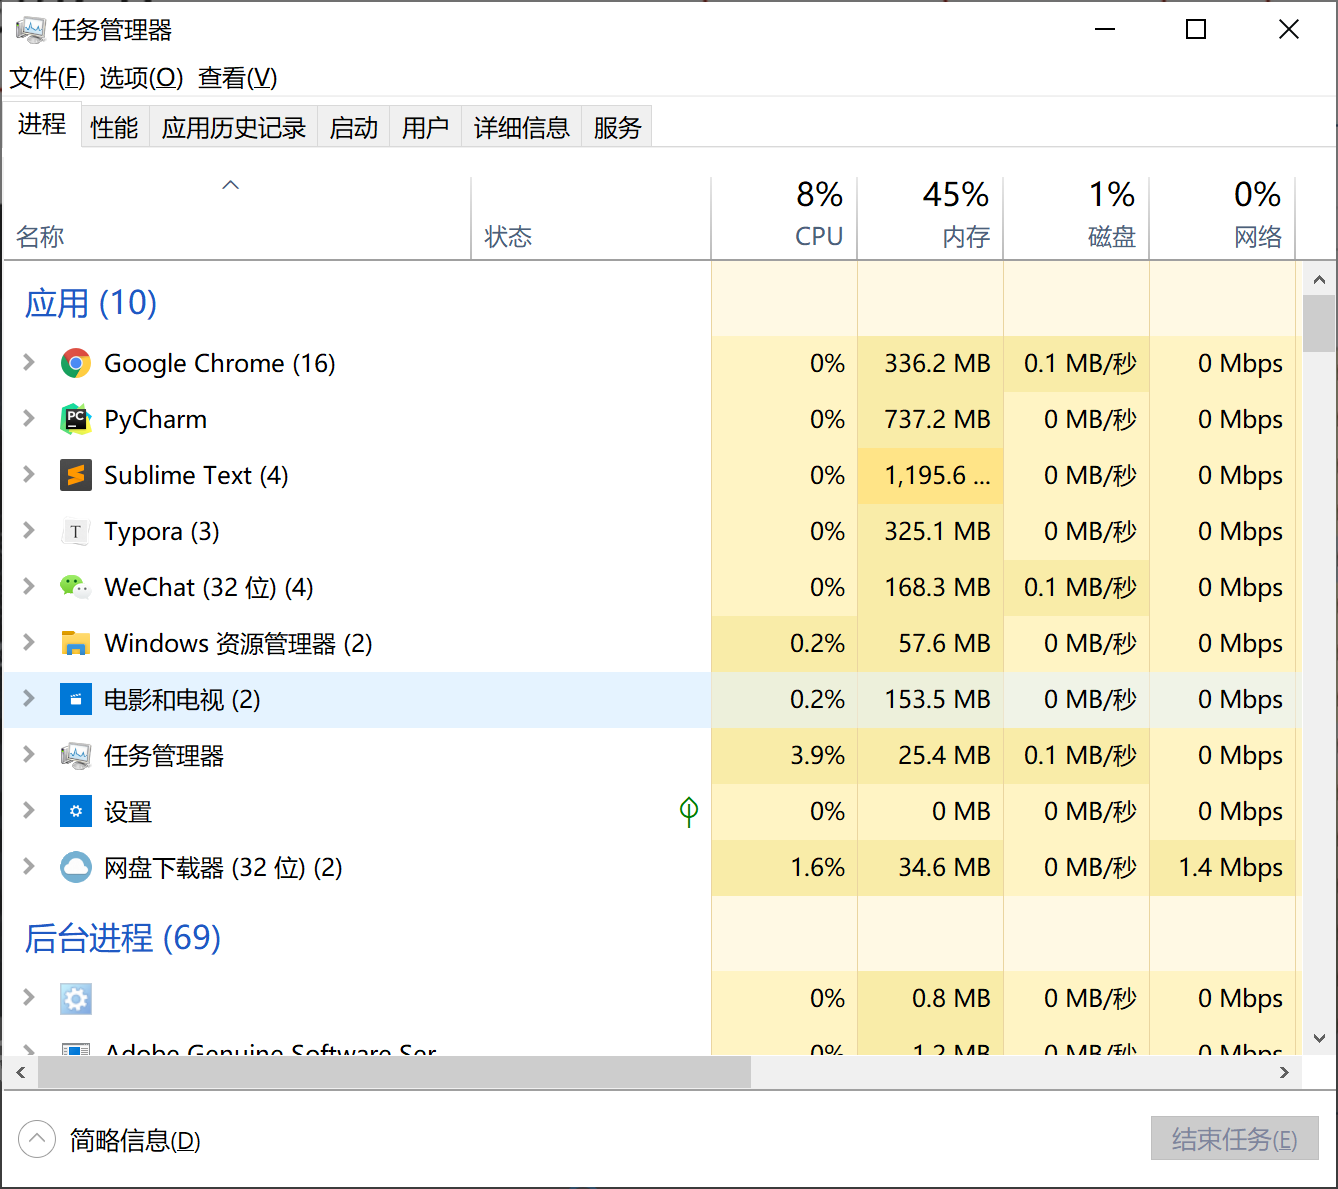 任务管理器
文件(F) 选项(O) 查看(V)
进程 性能 应用历史记录 启动 用户 详细信息 服务
8% 45% 1% 0%
名称 状态 CPU 内存 磁盘 网络
应用 (10)
Google Chrome (16) 0% 336.2 MB 0.1 MB/秒 0 Mbps
PC
PyCharm 0% 737.2 MB 0 MB/秒 0 Mbps
Sublime Text (4) 0% 1,195.6 ... 0 MB/秒 0 Mbps
T Typora (3) 0% 325.1 MB 0 MB/秒 0 Mbps
WeChat (32 位) (4) 0% 168.3 MB 0.1 MB/秒 0 Mbps
Windows 资源管理器 (2) 0.2% 57.6 MB 0 MB/秒 0 Mbps
电影和电视 (2) 0.2% 153.5 MB 0 MB/秒 0 Mbps
任务管理器 3.9% 25.4 MB 0.1 MB/秒 0 Mbps
设置 0% 0 MB 0 MB/秒 0 Mbps
网盘下载器 (32 位) (2) 1.6% 34.6 MB 0 MB/秒 1.4 Mbps
后台进程 (69)
0% 0.8 MB 0 MB/秒 0 Mbps
Adobe Genuine Software Ser... 0% 1.2 MB 0 MB/秒 0 Mbps
简略信息(D) 结束任务(E)